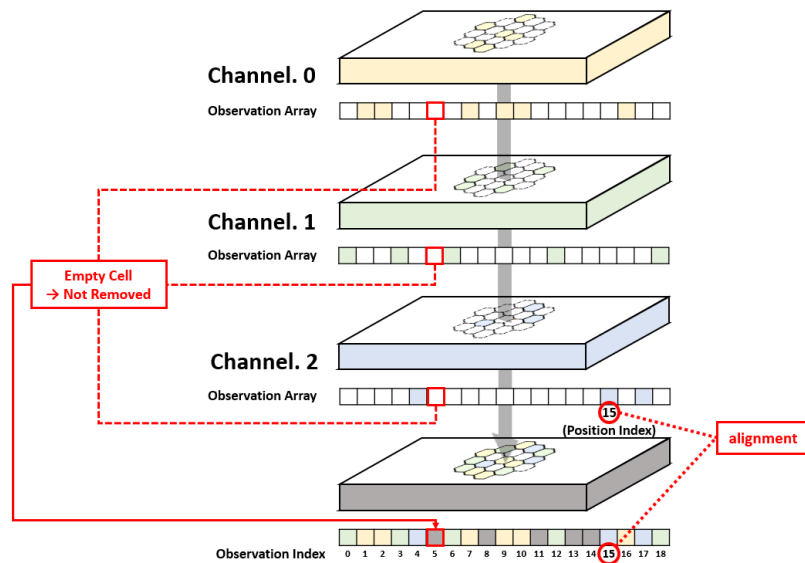 Channel. 0
Observation Array
Channel. 1
Observation Array
Empty Cell
→ Not Removed
Channel. 2
Observation Array
15
(Position Index)
alignment
Observation Index
0 1 2 3 4 5 6 7 8 9 10 11 12 13 14 15 16 17 18